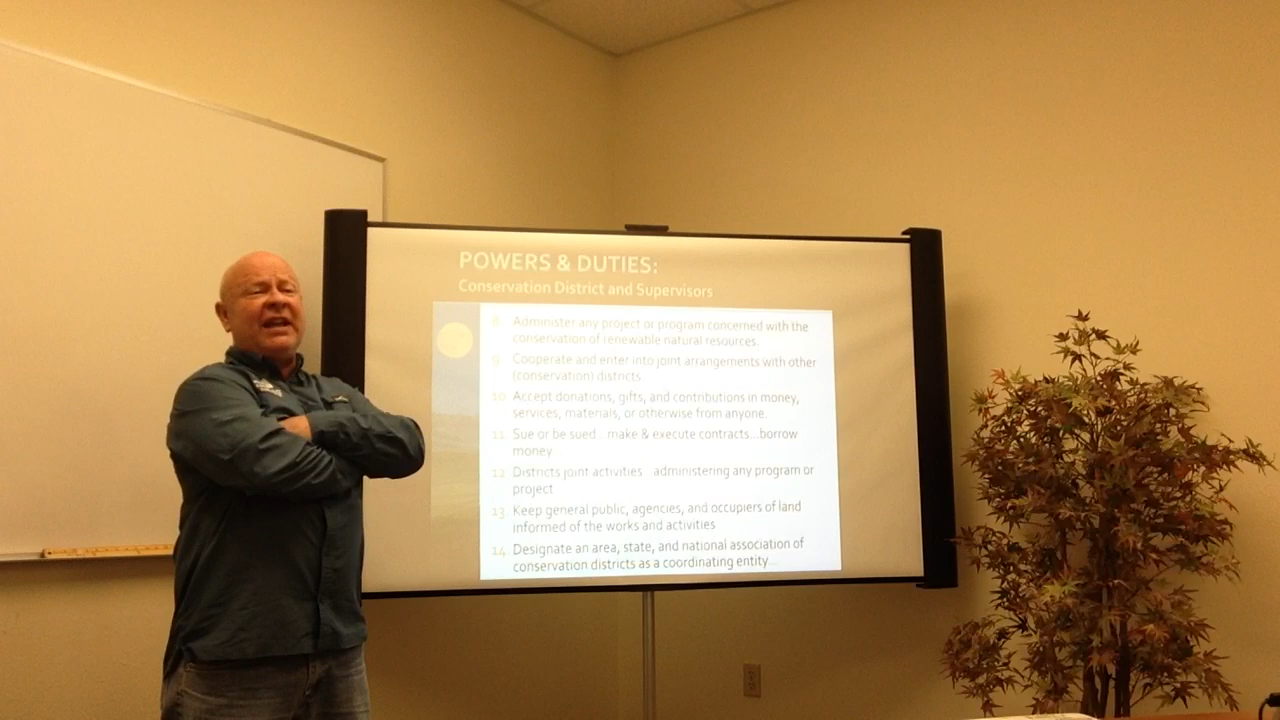 POWERS & DUTIES:
Conservation District and Supervisors
8. Administer any project or program concerned with the
conservation of renewable natural resources.
9. Cooperate and enter into joint arrangements with other
(conservation) districts
10. Accept donations, gifts, and contributions in money,
services, materials, or otherwise from anyone.
11. Sue or be sued...make & execute contracts...borrow
money
12. Districts joint activities...administering any program or
project
13. Keep general public, agencies, and occupiers of land
informed of the works and activities
14. Designate an area, state, and national association of
conservation districts as a coordinating entity...